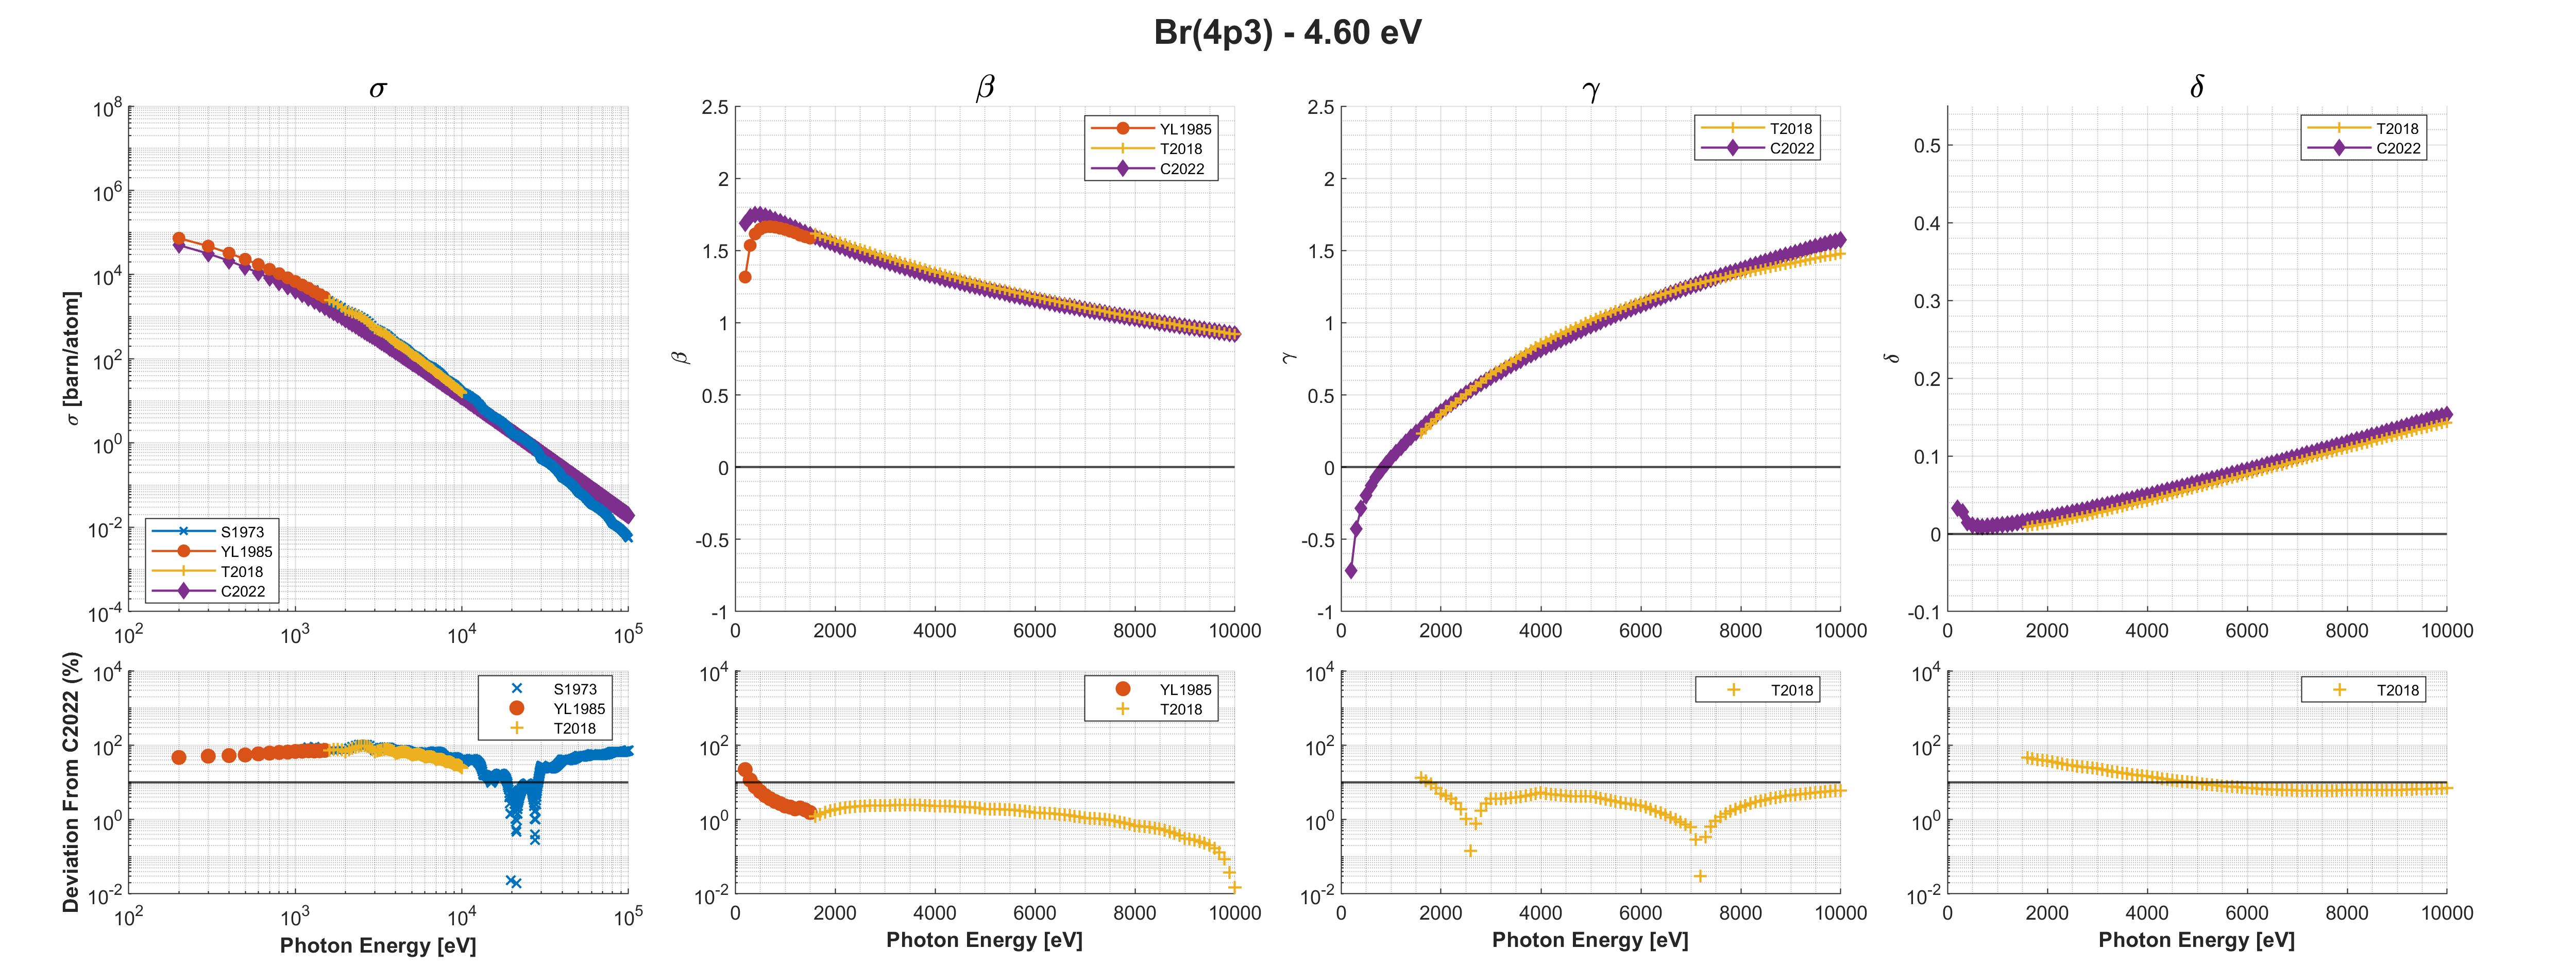 Br(4p3) - 4.60 eV
σ
10^8
10^6
10^4
10^2
10^0
10^-2
10^-4
σ [barn/atom]
S1973
YL1985
T2018
C2022
10^2 10^3 10^4 10^5
β
2.5
2
1.5
1
0.5
0
-0.5
-1
β
YL1985
T2018
C2022
0 2000 4000 6000 8000 10000
γ
2.5
2
1.5
1
0.5
0
-0.5
-1
γ
T2018
C2022
0 2000 4000 6000 8000 10000
δ
0.5
0.4
0.3
0.2
0.1
0
-0.1
δ
T2018
C2022
0 2000 4000 6000 8000 10000
Deviation From C2022 (%)
10^4
10^2
10^0
10^-2
S1973
YL1985
T2018
10^2 10^3 10^4 10^5
Photon Energy [eV]
10^4
10^2
10^0
10^-2
YL1985
T2018
0 2000 4000 6000 8000 10000
Photon Energy [eV]
10^4
10^2
10^0
10^-2
T2018
0 2000 4000 6000 8000 10000
Photon Energy [eV]
10^4
10^2
10^0
10^-2
T2018
0 2000 4000 6000 8000 10000
Photon Energy [eV]